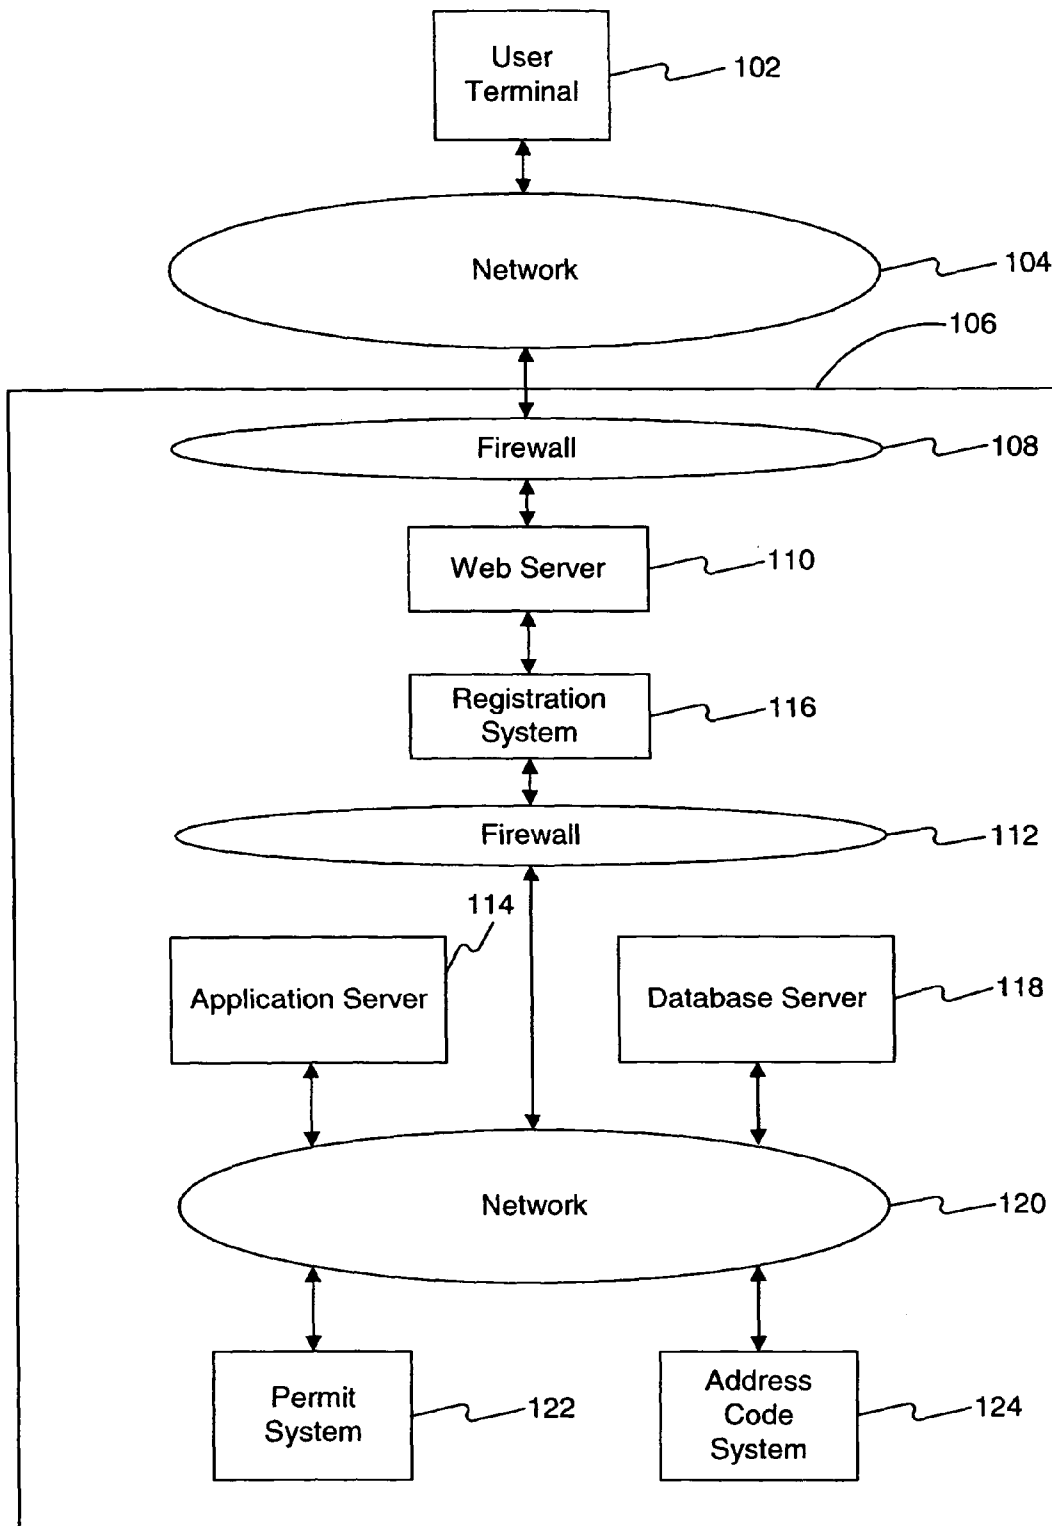 User
Terminal
102
Network
104
106
Firewall
108
Web Server
110
Registration
System
116
Firewall
112
114
Application Server
Database Server
118
Network
120
Permit
System
122
Address
Code
System
124